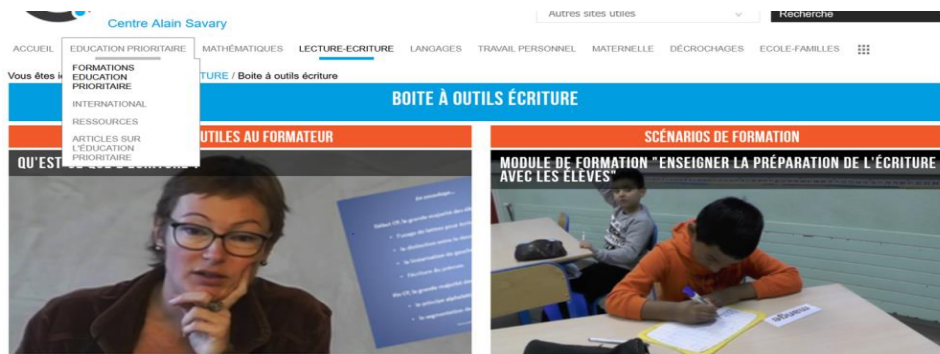 Centre Alain Savary
Autres sites utiles
Recherche
ACCUEIL EDUCATION PRIORITAIRE MATHÉMATIQUES LECTURE-ECRITURE LANGAGES TRAVAIL PERSONNEL MATERNELLE DÉCROCHAGES ECOLE-FAMILLES
FORMATIONS
EDUCATION
PRIORITAIRE
INTERNATIONAL
RESSOURCES
ARTICLES SUR
L'ÉDUCATION
PRIORITAIRE
Vous êtes TURE / Boite à outils écriture
BOITE À OUTILS ÉCRITURE
UTILES AU FORMATEUR
SCÉNARIOS DE FORMATION
QU'EST
MODULE DE FORMATION "ENSEIGNER LA PRÉPARATION DE L'ÉCRITURE
AVEC LES ÉLÈVES"
mange